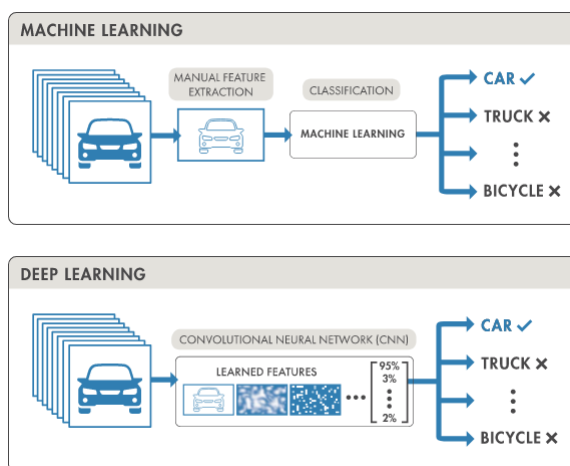 MACHINE LEARNING
MANUAL FEATURE
EXTRACTION
CLASSIFICATION
MACHINE LEARNING
CAR ✓
TRUCK ✕
⋮
BICYCLE ✕
DEEP LEARNING
CONVOLUTIONAL NEURAL NETWORK (CNN)
LEARNED FEATURES
95%
3%
⋮
2%
CAR ✓
TRUCK ✕
⋮
BICYCLE ✕